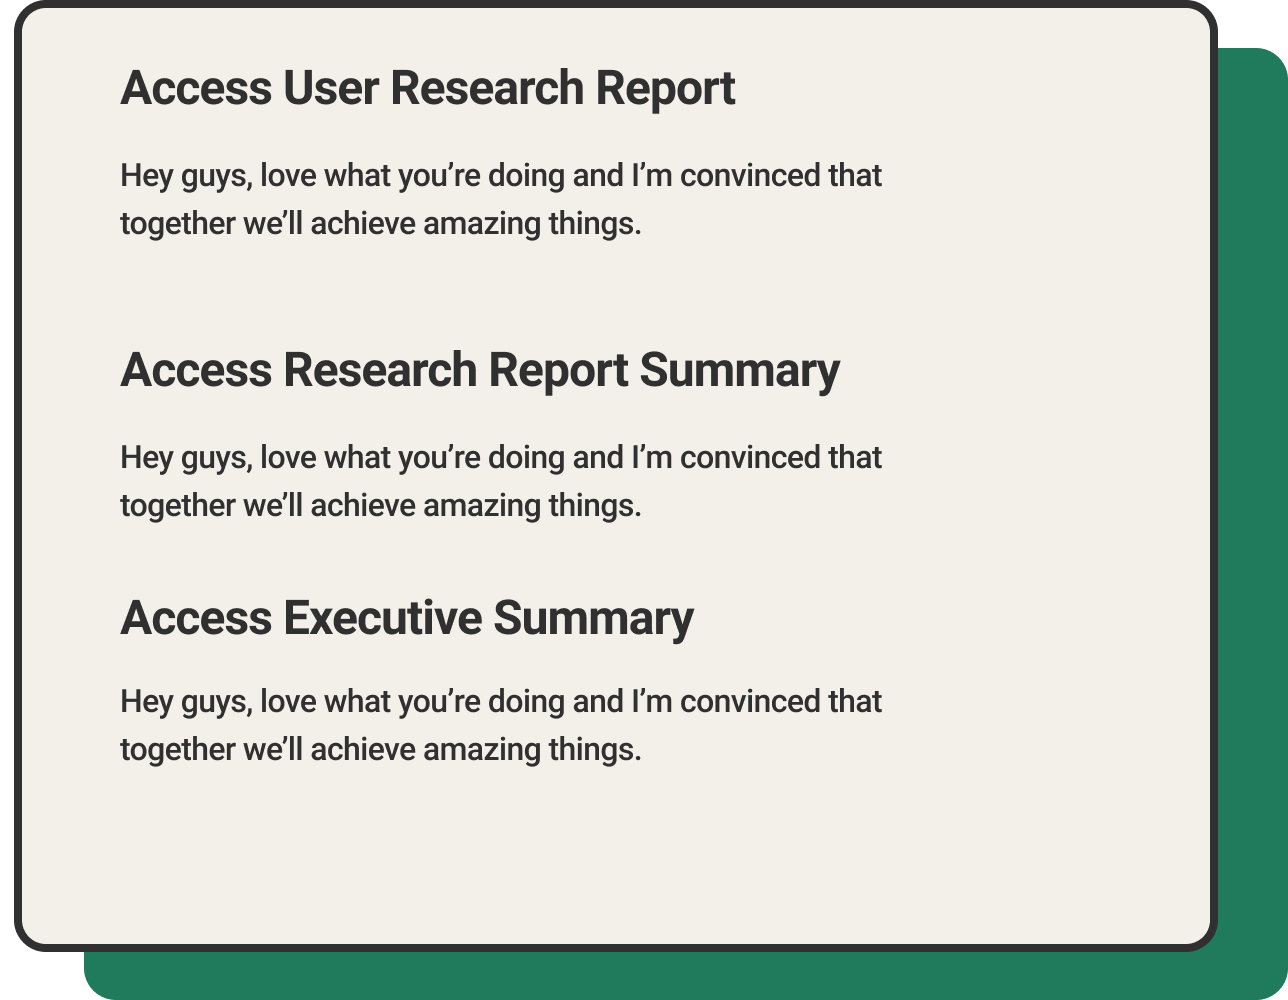 Access User Research Report
Hey guys, love what you’re doing and I’m convinced that
together we’ll achieve amazing things.
Access Research Report Summary
Hey guys, love what you’re doing and I’m convinced that
together we’ll achieve amazing things.
Access Executive Summary
Hey guys, love what you’re doing and I’m convinced that
together we’ll achieve amazing things.